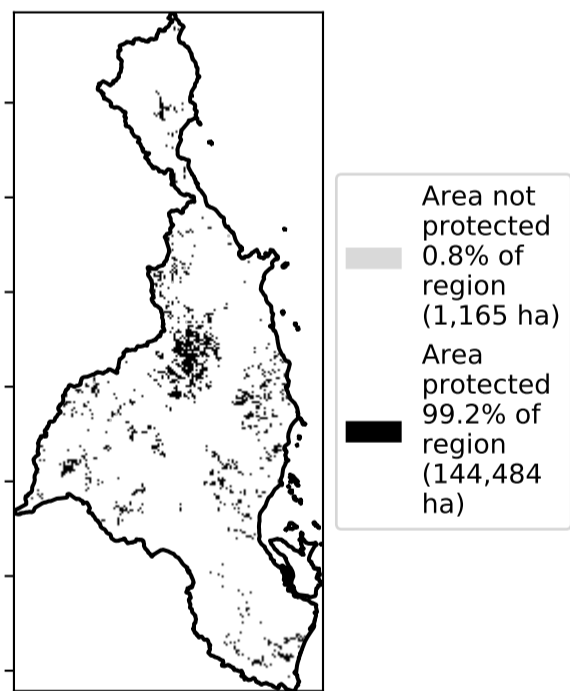 Area not
protected
0.8% of
region
(1,165 ha)
Area
protected
99.2% of
region
(144,484
ha)